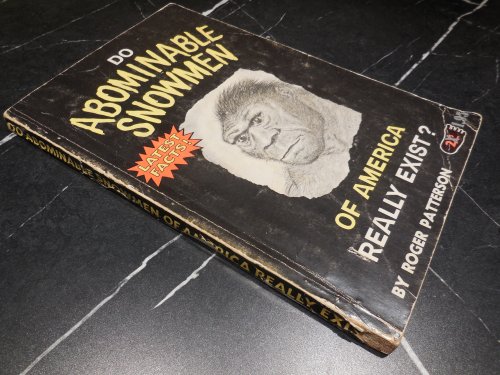 DO
ABOMINABLE
SNOWMEN
LATEST
FACTS!
OF AMERICA
REALLY EXIST?
BY ROGER PATTERSON
DO ABOMINABLE SNOWMEN OF AMERICA REALLY EXIST